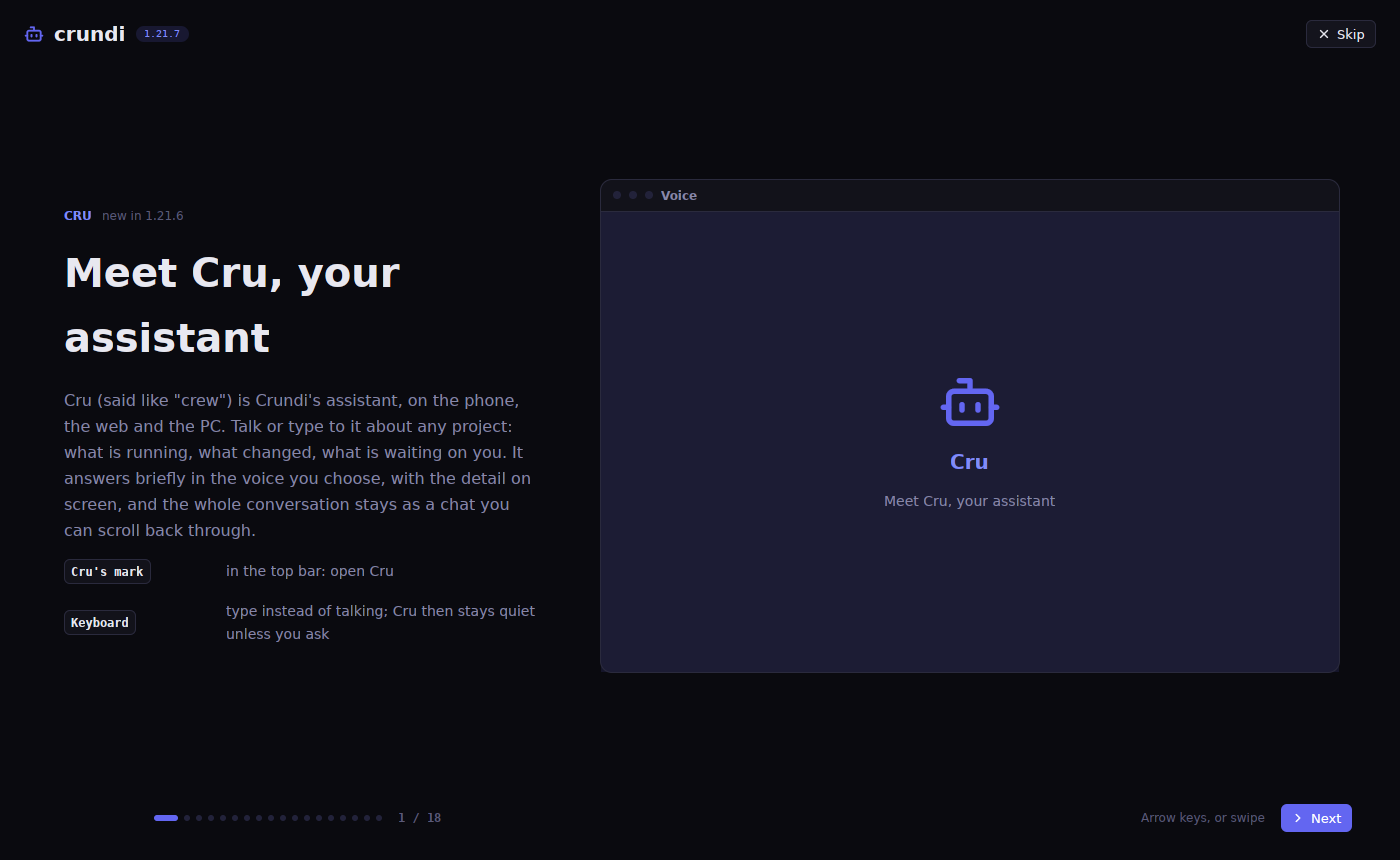 crundi 1.21.7
Skip
CRU new in 1.21.6
Meet Cru, your
assistant
Cru (said like "crew") is Crundi's assistant, on the phone,
the web and the PC. Talk or type to it about any project:
what is running, what changed, what is waiting on you. It
answers briefly in the voice you choose, with the detail on
screen, and the whole conversation stays as a chat you
can scroll back through.
Cru's mark in the top bar: open Cru
Keyboard type instead of talking; Cru then stays quiet
unless you ask
Voice
Cru
Meet Cru, your assistant
1 / 18
Arrow keys, or swipe
Next